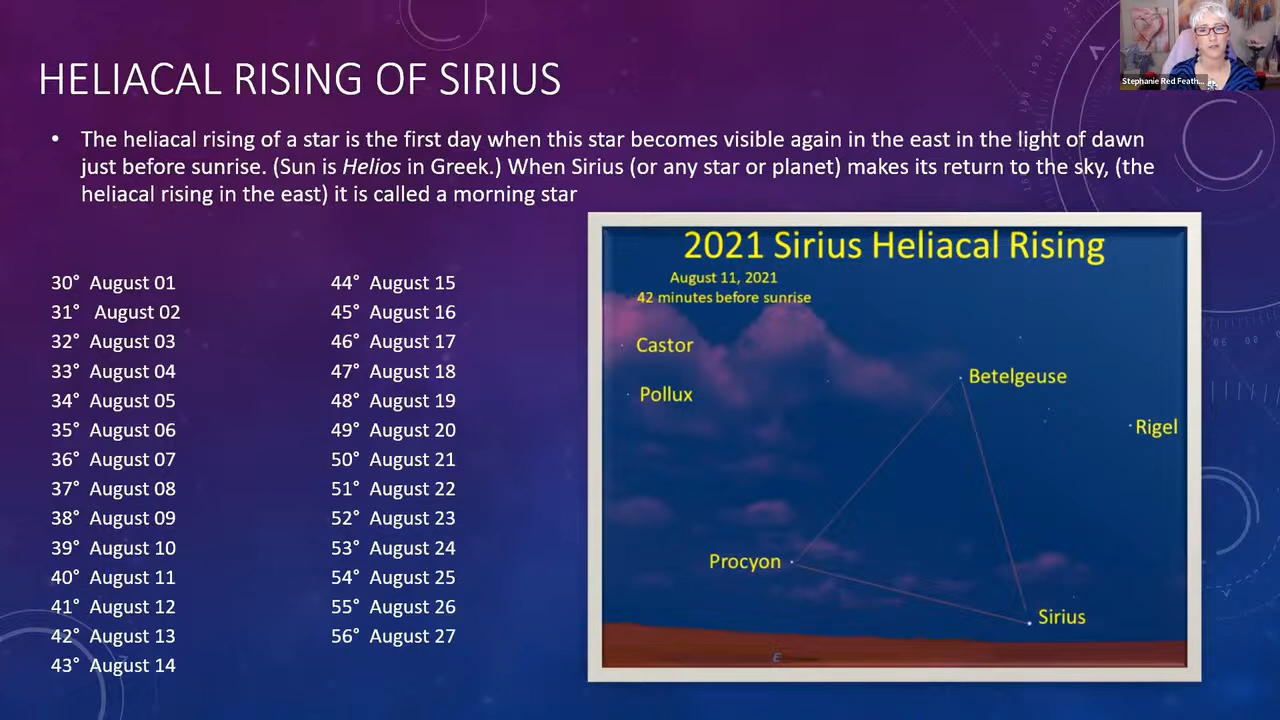 HELIACAL RISING OF SIRIUS
Stephanie Red Feath...
• The heliacal rising of a star is the first day when this star becomes visible again in the east in the light of dawn
just before sunrise. (Sun is Helios in Greek.) When Sirius (or any star or planet) makes its return to the sky, (the
heliacal rising in the east) it is called a morning star
30° August 01
31° August 02
32° August 03
33° August 04
34° August 05
35° August 06
36° August 07
37° August 08
38° August 09
39° August 10
40° August 11
41° August 12
42° August 13
43° August 14
44° August 15
45° August 16
46° August 17
47° August 18
48° August 19
49° August 20
50° August 21
51° August 22
52° August 23
53° August 24
54° August 25
55° August 26
56° August 27
2021 Sirius Heliacal Rising
August 11, 2021
42 minutes before sunrise
Castor
Pollux
Betelgeuse
Rigel
Procyon
Sirius
E